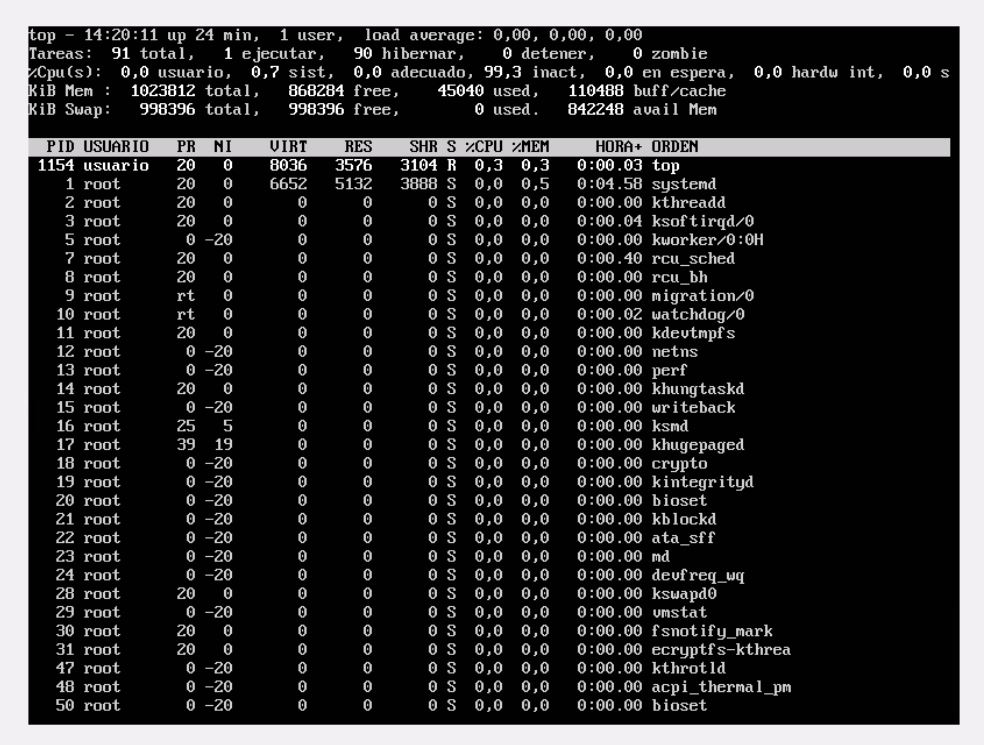 top - 14:20:11 up 24 min,  1 user,  load average: 0,00, 0,00, 0,00
Tareas:  91 total,   1 ejecutar,   90 hibernar,    0 detener,    0 zombie
%Cpu(s):  0,0 usuario,  0,7 sist,  0,0 adecuado, 99,3 inact,  0,0 en espera,  0,0 hardw int,  0,0 s
KiB Mem :  1023812 total,   868284 free,    45040 used,   110488 buff/cache
KiB Swap:   998396 total,   998396 free,        0 used.   842248 avail Mem
PID USUARIO   PR  NI    VIRT    RES    SHR S %CPU %MEM     HORA+ ORDEN
1154 usuario   20   0    8036   3576   3104 R  0,3  0,3   0:00.03 top
1 root      20   0    6652   5132   3888 S  0,0  0,5   0:04.58 systemd
2 root      20   0       0      0      0 S  0,0  0,0   0:00.00 kthreadd
3 root      20   0       0      0      0 S  0,0  0,0   0:00.04 ksoftirqd/0
5 root       0 -20       0      0      0 S  0,0  0,0   0:00.00 kworker/0:0H
7 root      20   0       0      0      0 S  0,0  0,0   0:00.40 rcu_sched
8 root      20   0       0      0      0 S  0,0  0,0   0:00.00 rcu_bh
9 root      rt   0       0      0      0 S  0,0  0,0   0:00.00 migration/0
10 root      rt   0       0      0      0 S  0,0  0,0   0:00.02 watchdog/0
11 root      20   0       0      0      0 S  0,0  0,0   0:00.00 kdevtmpfs
12 root       0 -20       0      0      0 S  0,0  0,0   0:00.00 netns
13 root       0 -20       0      0      0 S  0,0  0,0   0:00.00 perf
14 root      20   0       0      0      0 S  0,0  0,0   0:00.00 khungtaskd
15 root       0 -20       0      0      0 S  0,0  0,0   0:00.00 writeback
16 root      25   5       0      0      0 S  0,0  0,0   0:00.00 ksmd
17 root      39  19       0      0      0 S  0,0  0,0   0:00.00 khugepaged
18 root       0 -20       0      0      0 S  0,0  0,0   0:00.00 crypto
19 root       0 -20       0      0      0 S  0,0  0,0   0:00.00 kintegrityd
20 root       0 -20       0      0      0 S  0,0  0,0   0:00.00 bioset
21 root       0 -20       0      0      0 S  0,0  0,0   0:00.00 kblockd
22 root       0 -20       0      0      0 S  0,0  0,0   0:00.00 ata_sff
23 root       0 -20       0      0      0 S  0,0  0,0   0:00.00 md
24 root       0 -20       0      0      0 S  0,0  0,0   0:00.00 devfreq_wq
28 root      20   0       0      0      0 S  0,0  0,0   0:00.00 kswapd0
29 root       0 -20       0      0      0 S  0,0  0,0   0:00.00 vmstat
30 root      20   0       0      0      0 S  0,0  0,0   0:00.00 fsnotify_mark
31 root      20   0       0      0      0 S  0,0  0,0   0:00.00 ecryptfs-kthrea
47 root       0 -20       0      0      0 S  0,0  0,0   0:00.00 kthrotld
48 root       0 -20       0      0      0 S  0,0  0,0   0:00.00 acpi_thermal_pm
50 root       0 -20       0      0      0 S  0,0  0,0   0:00.00 bioset